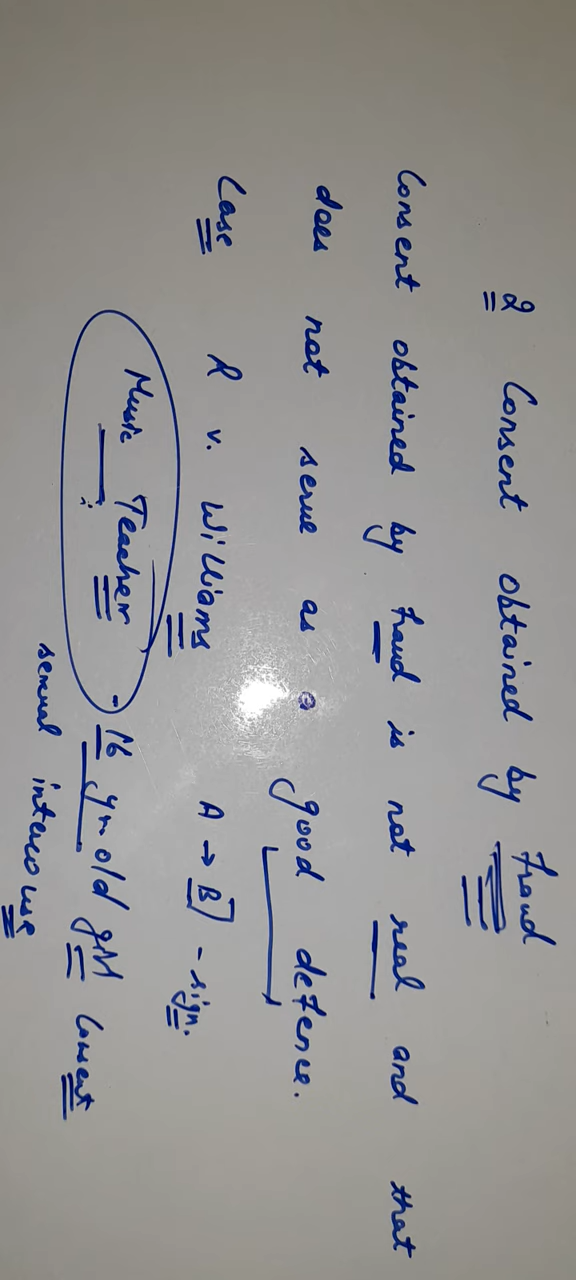 2 Consent obtained by Fraud
Consent obtained by Fraud is not real and that
does not serve as a good defence.
Case R v. Williams A → B - sign.
Music Teacher - 16 yr old girl Consent
sexual intercouse